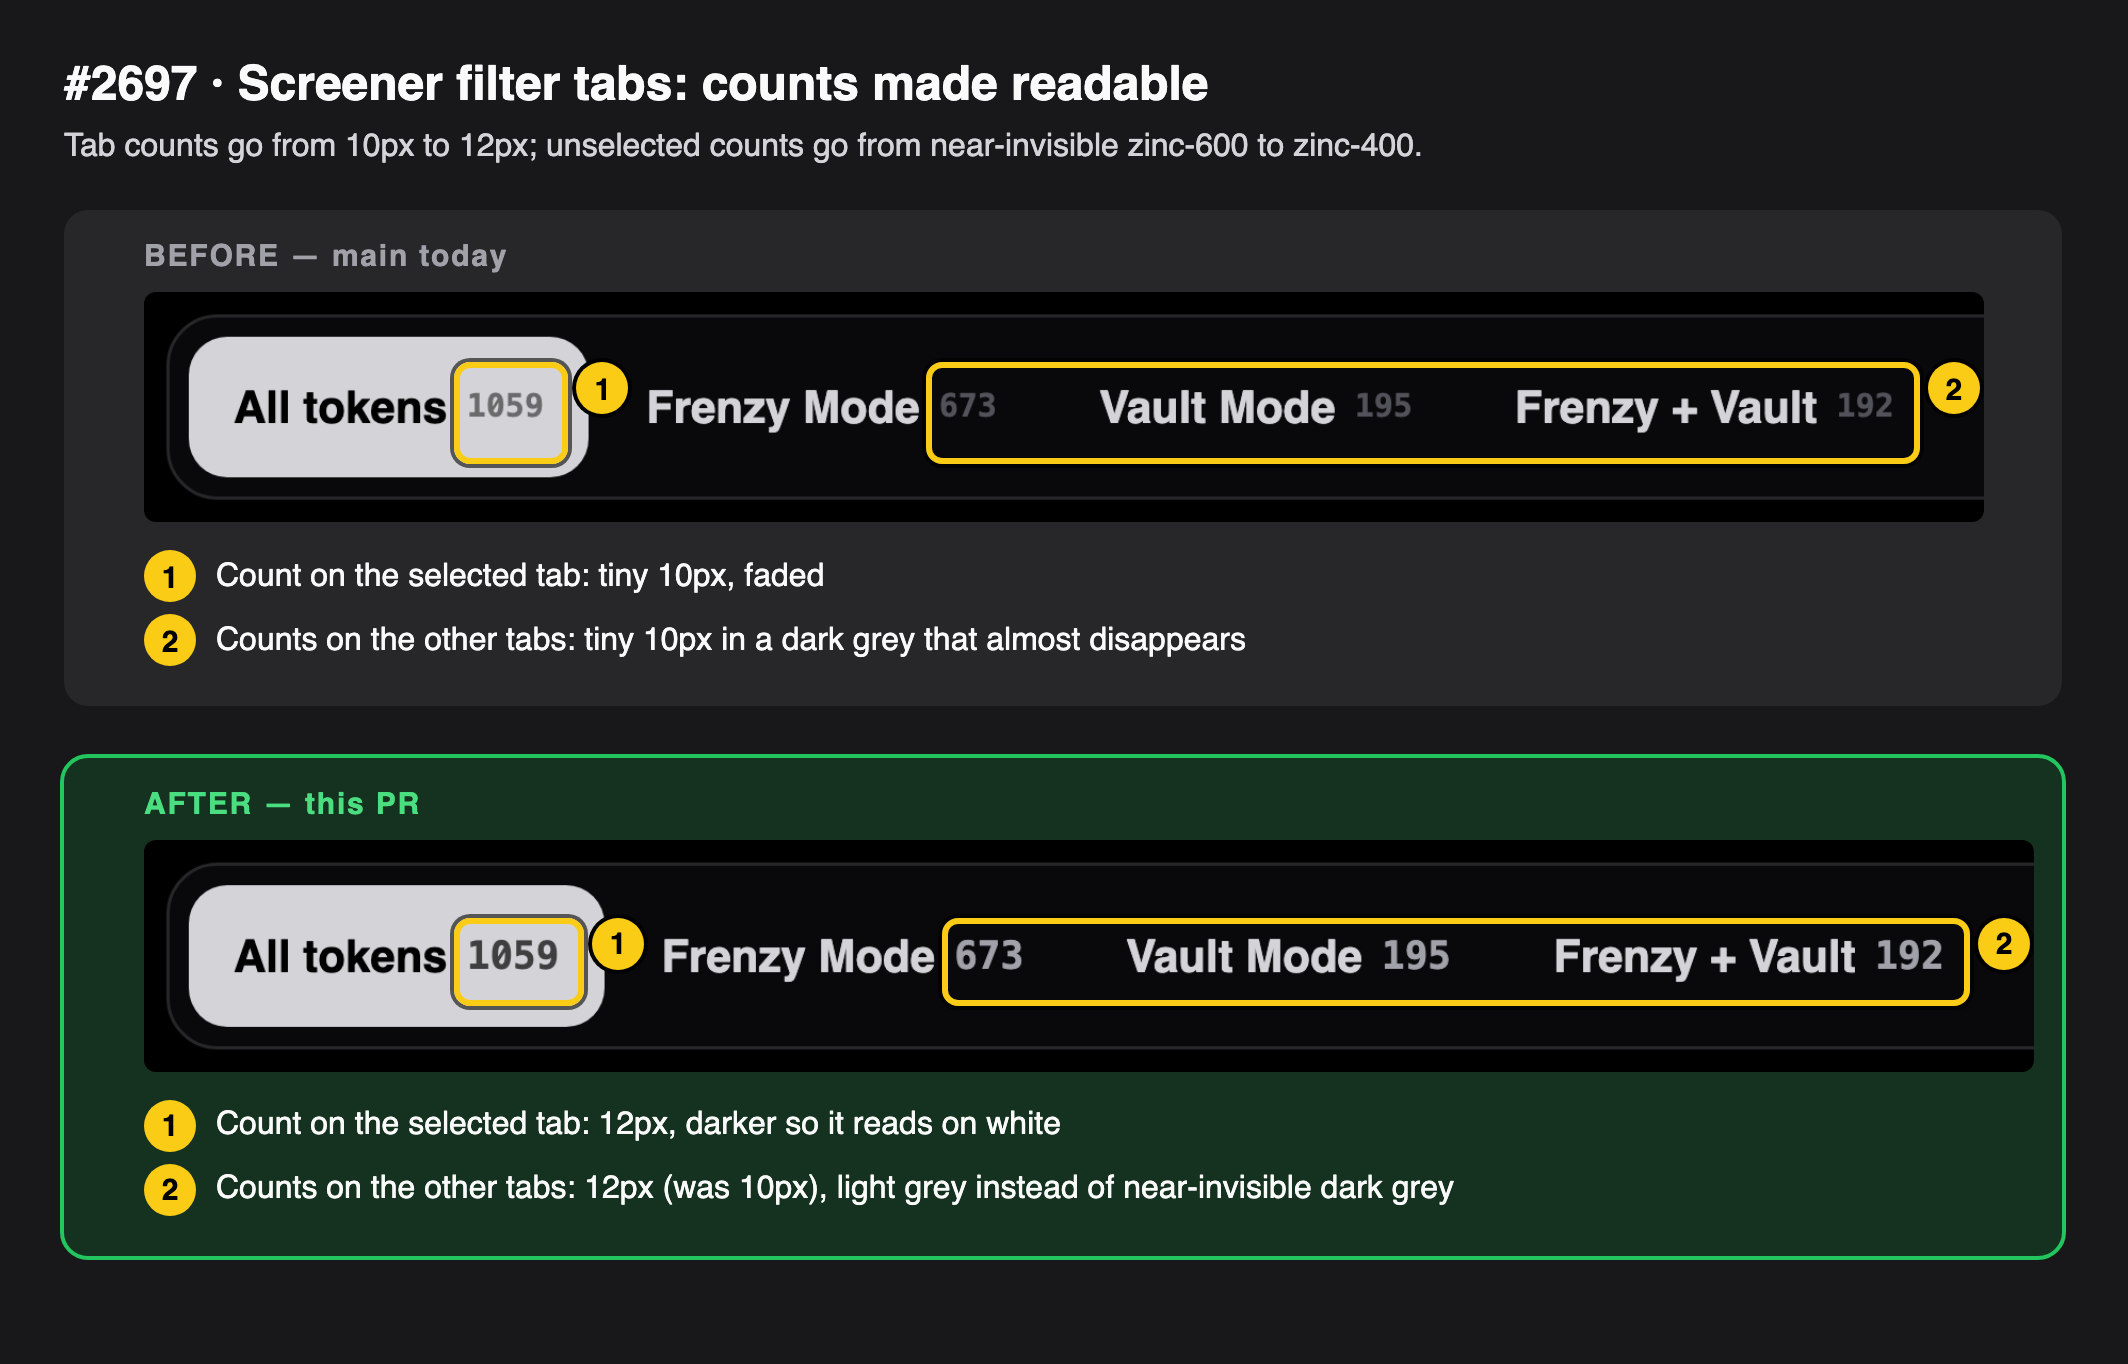 #2697 · Screener filter tabs: counts made readable
Tab counts go from 10px to 12px; unselected counts go from near-invisible zinc-600 to zinc-400.
BEFORE — main today
All tokens 1059 1 Frenzy Mode 673 Vault Mode 195 Frenzy + Vault 192 2
1 Count on the selected tab: tiny 10px, faded
2 Counts on the other tabs: tiny 10px in a dark grey that almost disappears
AFTER — this PR
All tokens 1059 1 Frenzy Mode 673 Vault Mode 195 Frenzy + Vault 192 2
1 Count on the selected tab: 12px, darker so it reads on white
2 Counts on the other tabs: 12px (was 10px), light grey instead of near-invisible dark grey